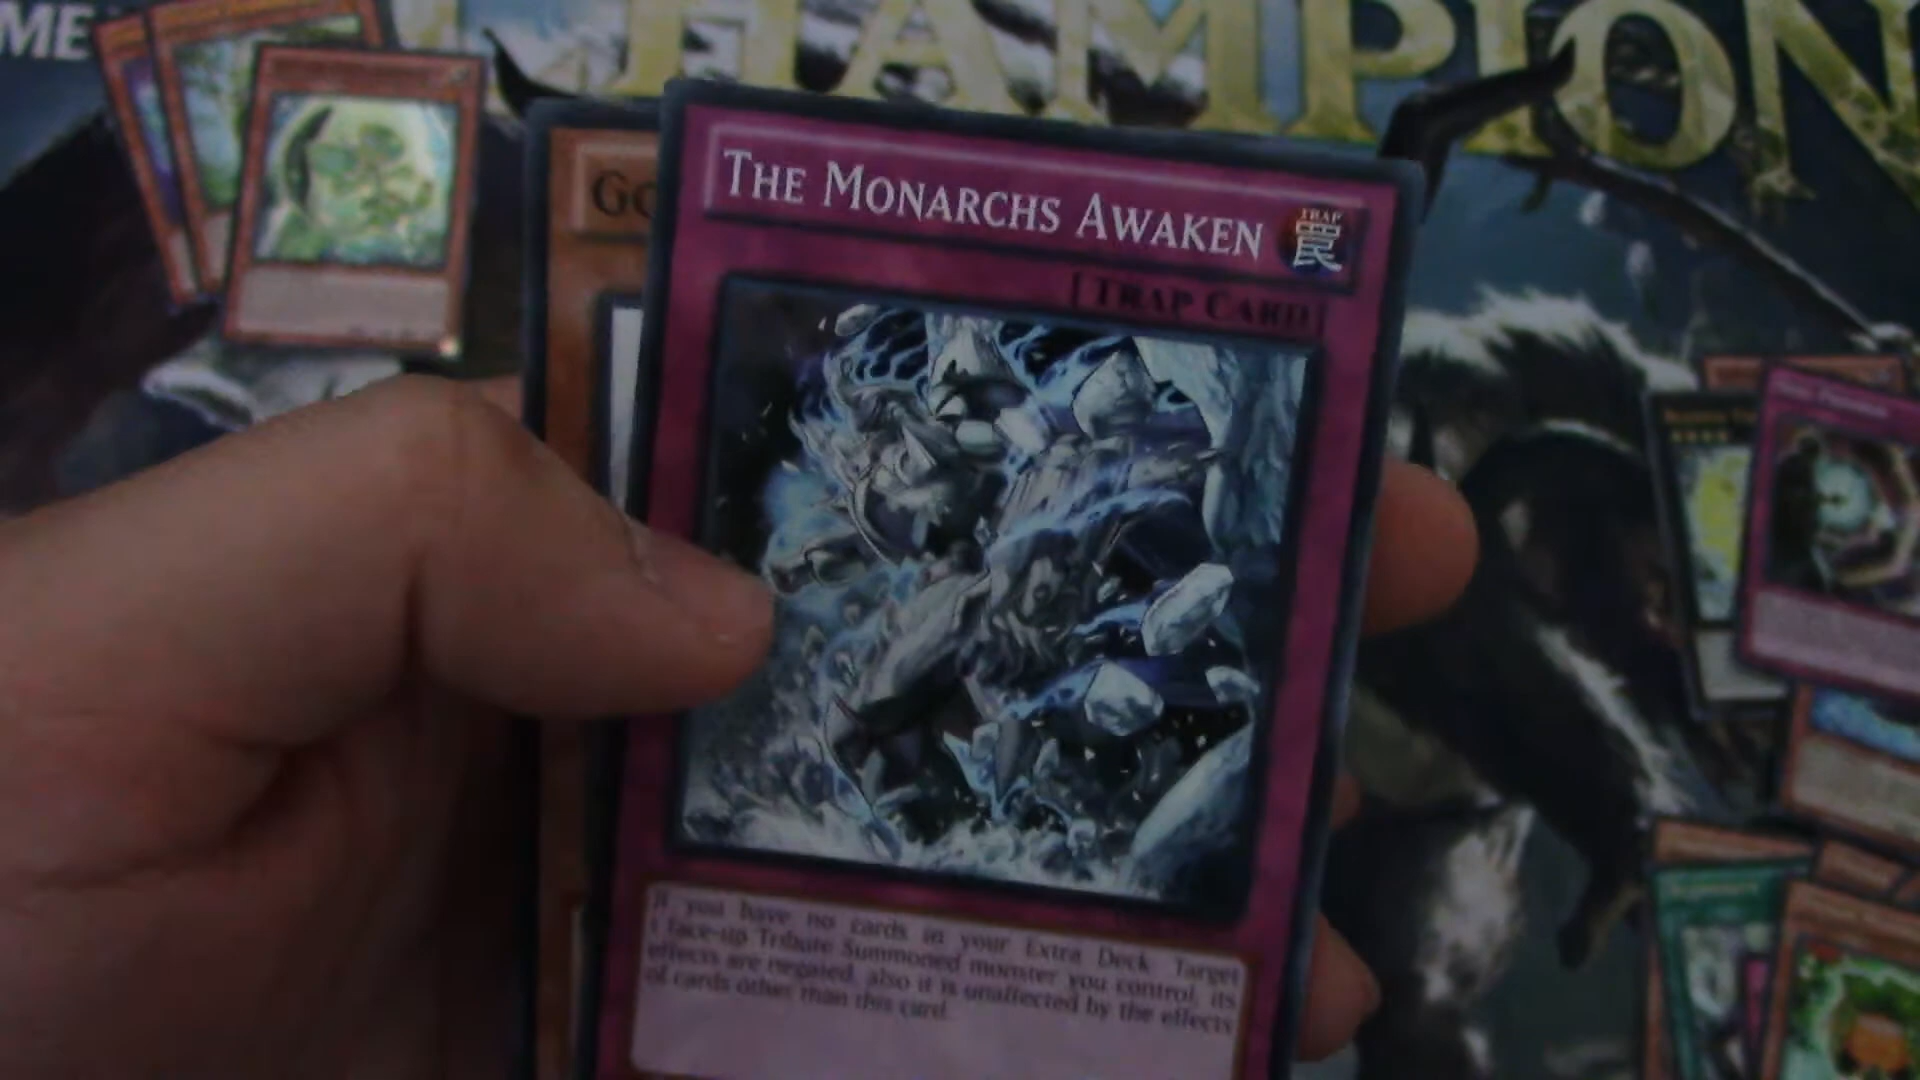 ME
CHAMPION
GO
THE MONARCHS AWAKEN
TRAP
罠
[TRAP CARD]
If you have no cards in your Extra Deck: Target
1 face-up Tribute Summoned monster you control; its
effects are negated, also it is unaffected by the effects
of cards other than this card.